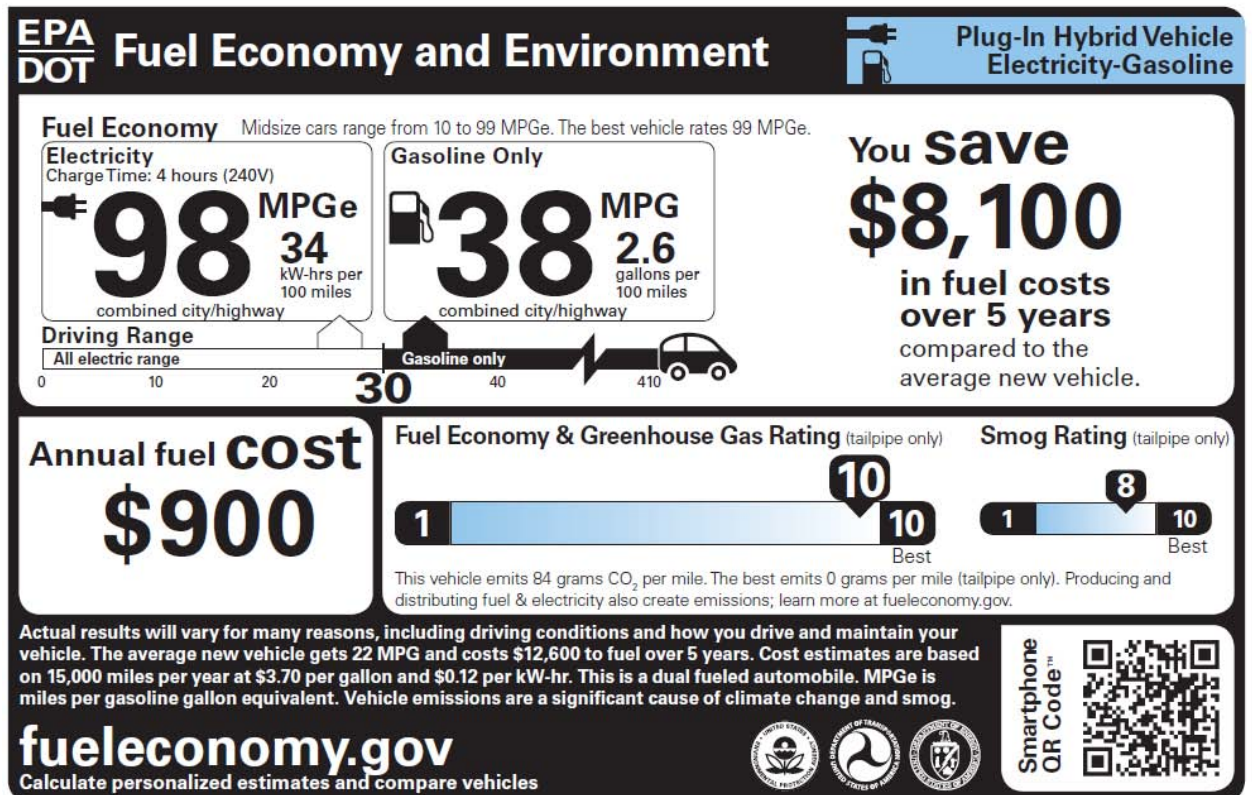 EPA
DOT
Fuel Economy and Environment
Plug-In Hybrid Vehicle
Electricity-Gasoline
Fuel Economy
Midsize cars range from 10 to 99 MPGe. The best vehicle rates 99 MPGe.
Electricity
Charge Time: 4 hours (240V)
98
MPGe
34
kW-hrs per
100 miles
combined city/highway
Gasoline Only
38
MPG
2.6
gallons per
100 miles
combined city/highway
Driving Range
All electric range
Gasoline only
0 10 20 30 40 410
You save
$8,100
in fuel costs
over 5 years
compared to the
average new vehicle.
Annual fuel cost
$900
Fuel Economy & Greenhouse Gas Rating (tailpipe only)
10
1
10
Best
Smog Rating (tailpipe only)
8
1
10
Best
This vehicle emits 84 grams CO₂ per mile. The best emits 0 grams per mile (tailpipe only). Producing and
distributing fuel & electricity also create emissions; learn more at fueleconomy.gov.
Actual results will vary for many reasons, including driving conditions and how you drive and maintain your
vehicle. The average new vehicle gets 22 MPG and costs $12,600 to fuel over 5 years. Cost estimates are based
on 15,000 miles per year at $3.70 per gallon and $0.12 per kW-hr. This is a dual fueled automobile. MPGe is
miles per gasoline gallon equivalent. Vehicle emissions are a significant cause of climate change and smog.
fueleconomy.gov
Calculate personalized estimates and compare vehicles
Smartphone
QR Code™